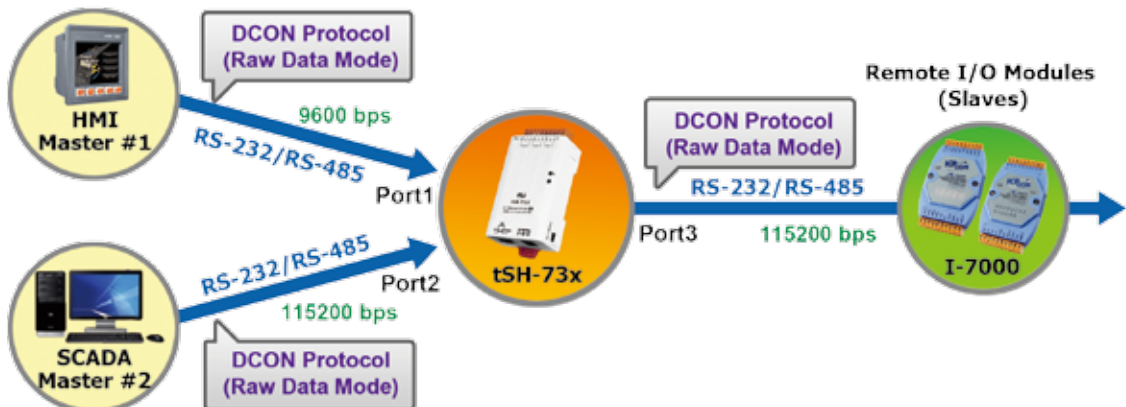 DCON Protocol
(Raw Data Mode)
9600 bps
RS-232/RS-485
HMI
Master #1
Port1
Remote I/O Modules
(Slaves)
DCON Protocol
(Raw Data Mode)
RS-232/RS-485
Port3
115200 bps
tSH-73x
I-7000
RS-232/RS-485
Port2
115200 bps
SCADA
Master #2
DCON Protocol
(Raw Data Mode)